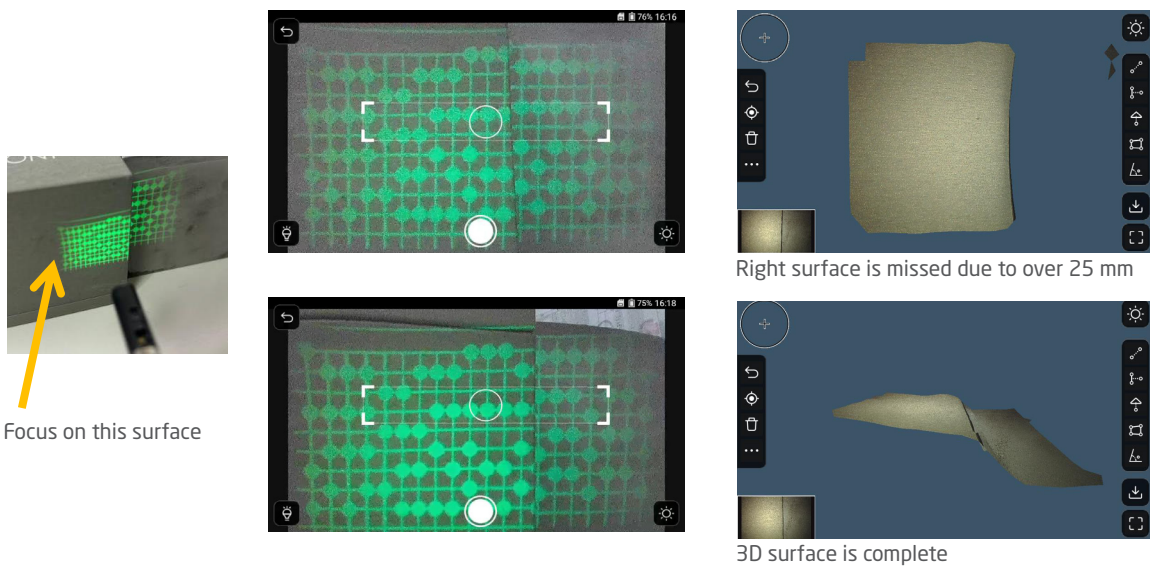 76% 16:16
Right surface is missed due to over 25 mm
Focus on this surface
75% 16:18
3D surface is complete